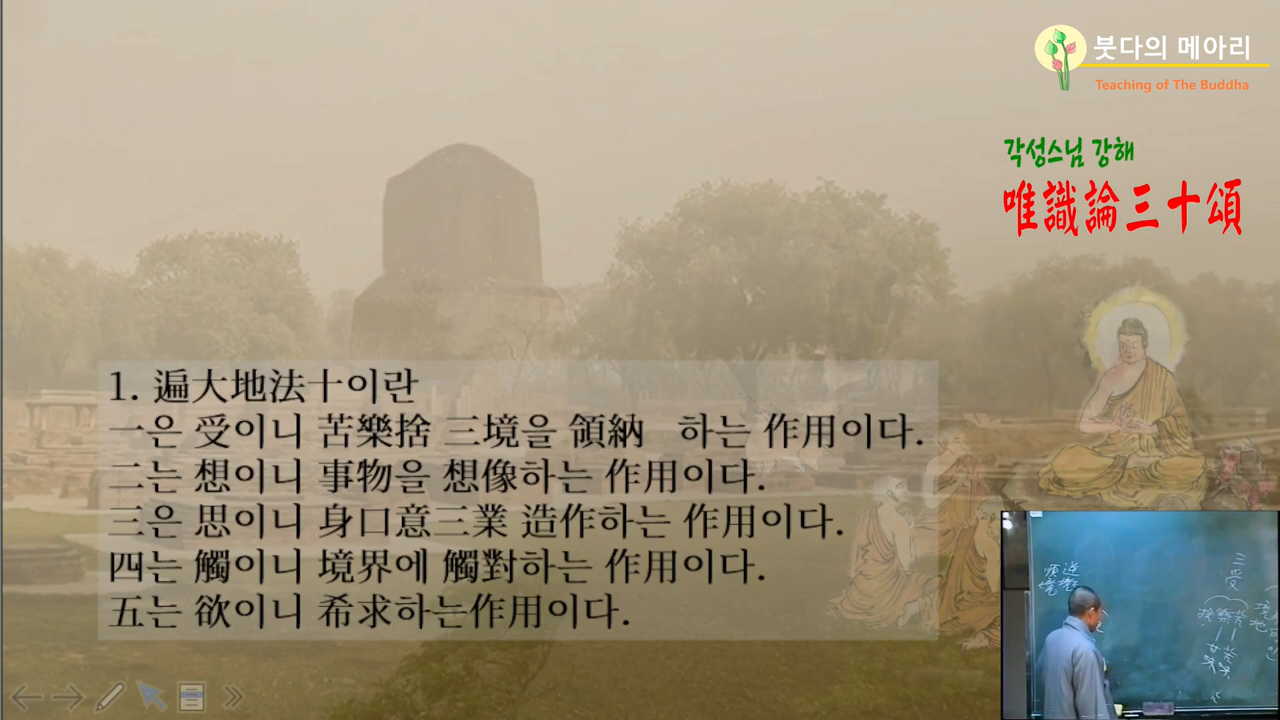 붓다의 메아리
Teaching of The Buddha
각성스님 강해
唯識論三十頌
1. 遍大地法十이란
一은 受이니 苦樂捨 三境을 領納 하는 作用이다.
二는 想이니 事物을 想像하는 作用이다.
三은 思이니 身口意三業 造作하는 作用이다.
四는 觸이니 境界에 觸對하는 作用이다.
五는 欲이니 希求하는作用이다.
三受